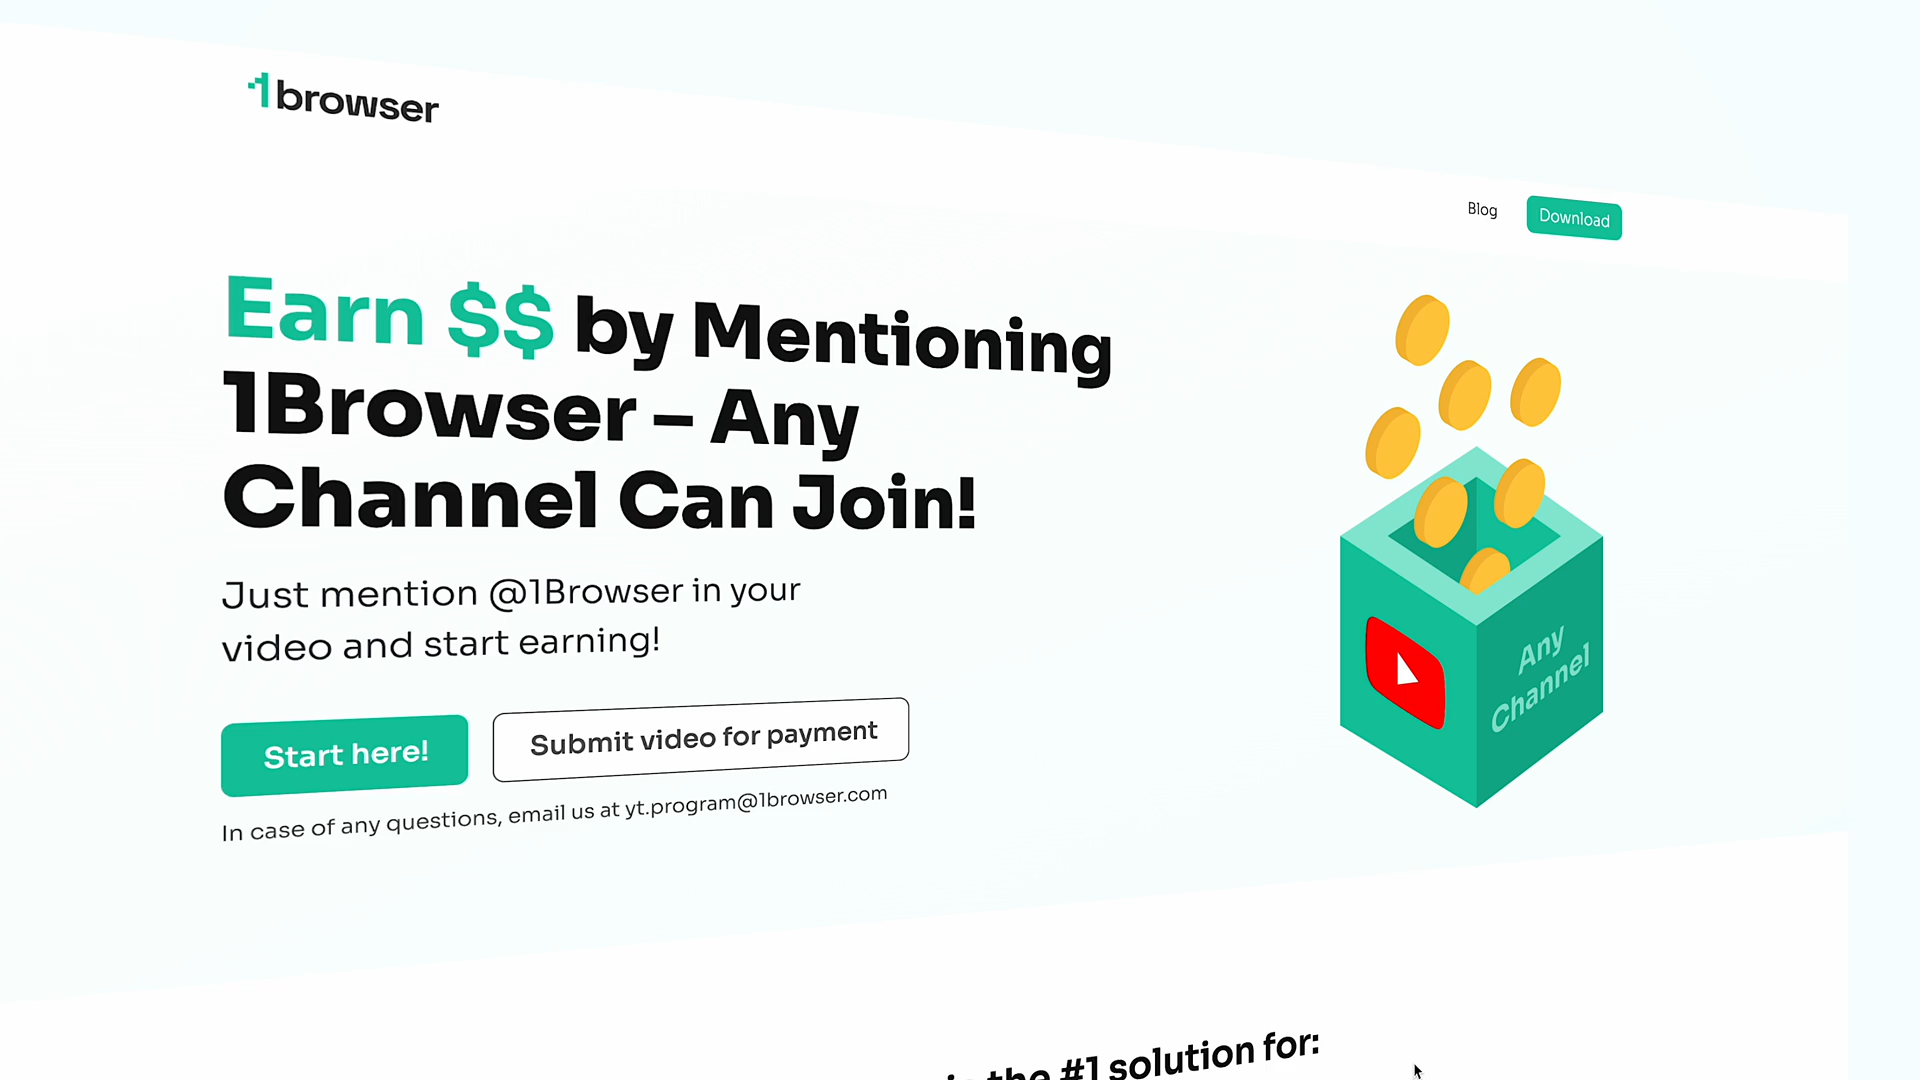 1browser
Blog
Download
Earn $$ by Mentioning
1Browser – Any
Channel Can Join!
Just mention @1Browser in your
video and start earning!
Start here!
Submit video for payment
In case of any questions, email us at yt.program@1browser.com
Any
Channel
is the #1 solution for: